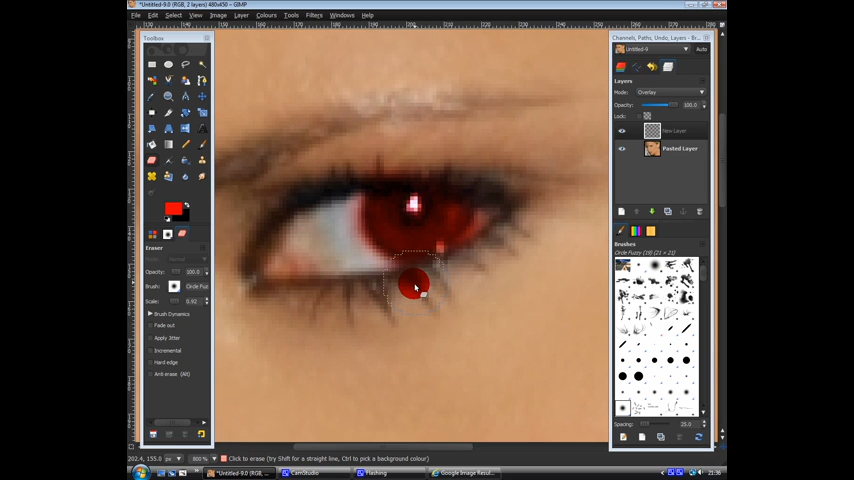 *Untitled-9.0 (RGB, 2 layers) 480x450 – GIMP
File Edit Select View Image Layer Colours Tools Filters Windows Help
Toolbox
Eraser
Opacity: 100.0
Brush: Circle Fuz
Scale: 0.92
Brush Dynamics
Fade out
Apply Jitter
Incremental
Hard edge
Anti erase (Alt)
Channels, Paths, Undo, Layers - Br...
Untitled-9 Auto
Layers
Mode: Overlay
Opacity: 100.0
Lock:
New Layer
Pasted Layer
Brushes
Circle Fuzzy (19) (21 × 21)
Spacing: 25.0
202.4, 155.0 px 800 % Click to erase (try Shift for a straight line, Ctrl to pick a background colour)
*Untitled-9.0 (RGB, ... CamStudio Flashing Google Image Resul... 21:36